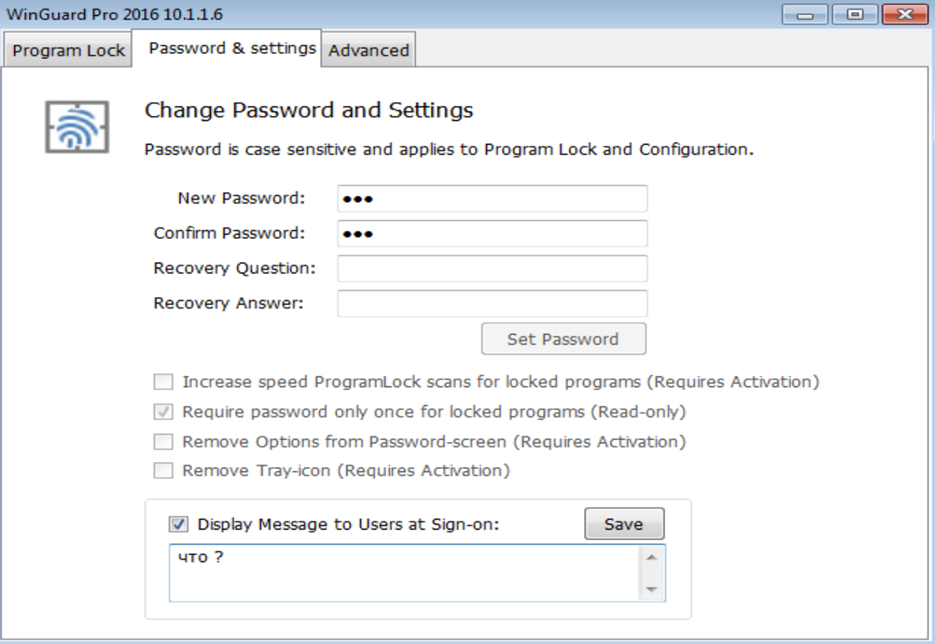 WinGuard Pro 2016 10.1.1.6
Program Lock Password & settings Advanced
Change Password and Settings
Password is case sensitive and applies to Program Lock and Configuration.
New Password: •••
Confirm Password: •••
Recovery Question:
Recovery Answer:
Set Password
Increase speed ProgramLock scans for locked programs (Requires Activation)
Require password only once for locked programs (Read-only)
Remove Options from Password-screen (Requires Activation)
Remove Tray-icon (Requires Activation)
Display Message to Users at Sign-on: Save
что ?